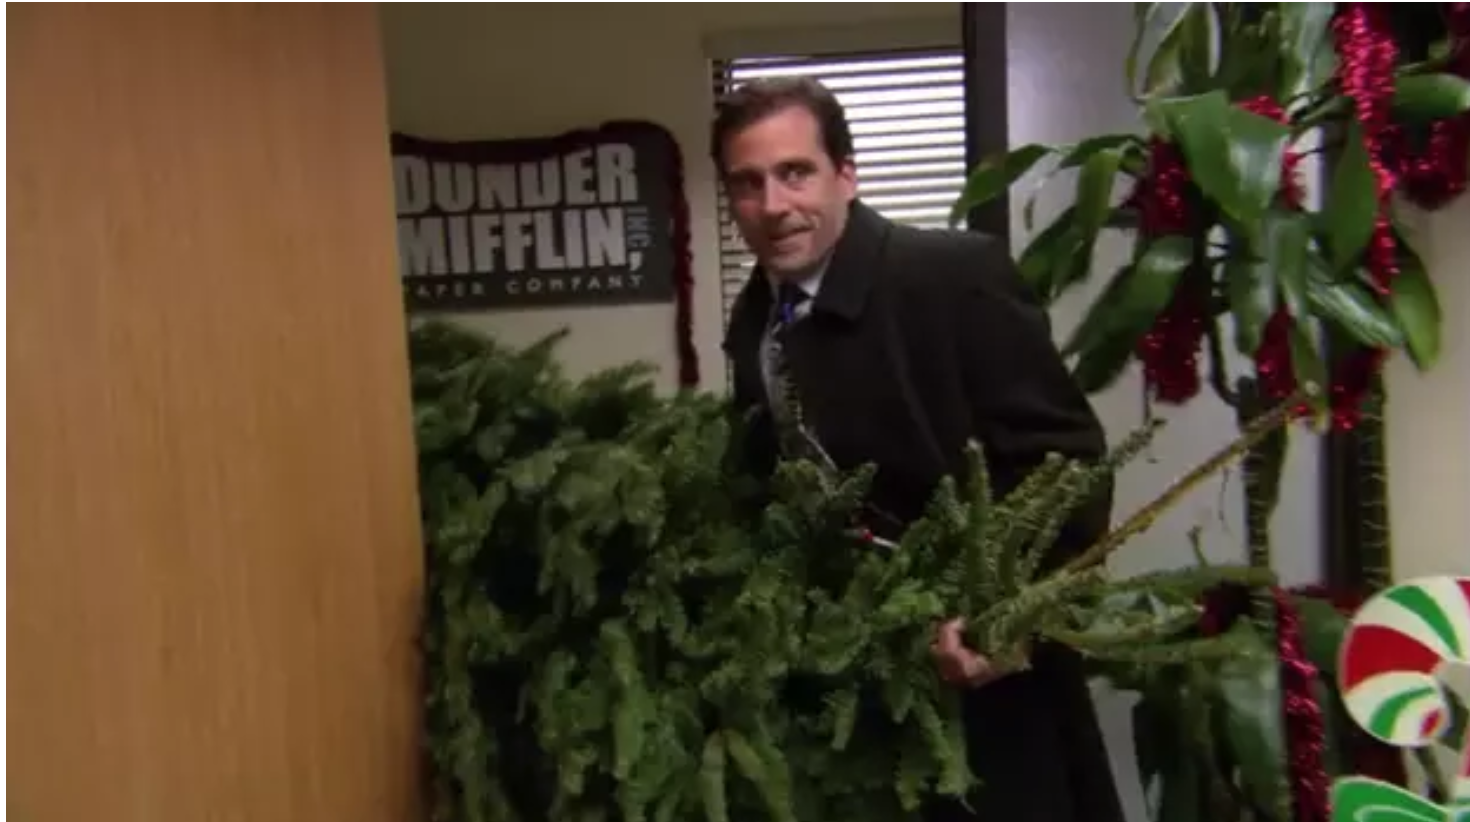 DUNDER
MIFFLIN, INC
APER COMPANY